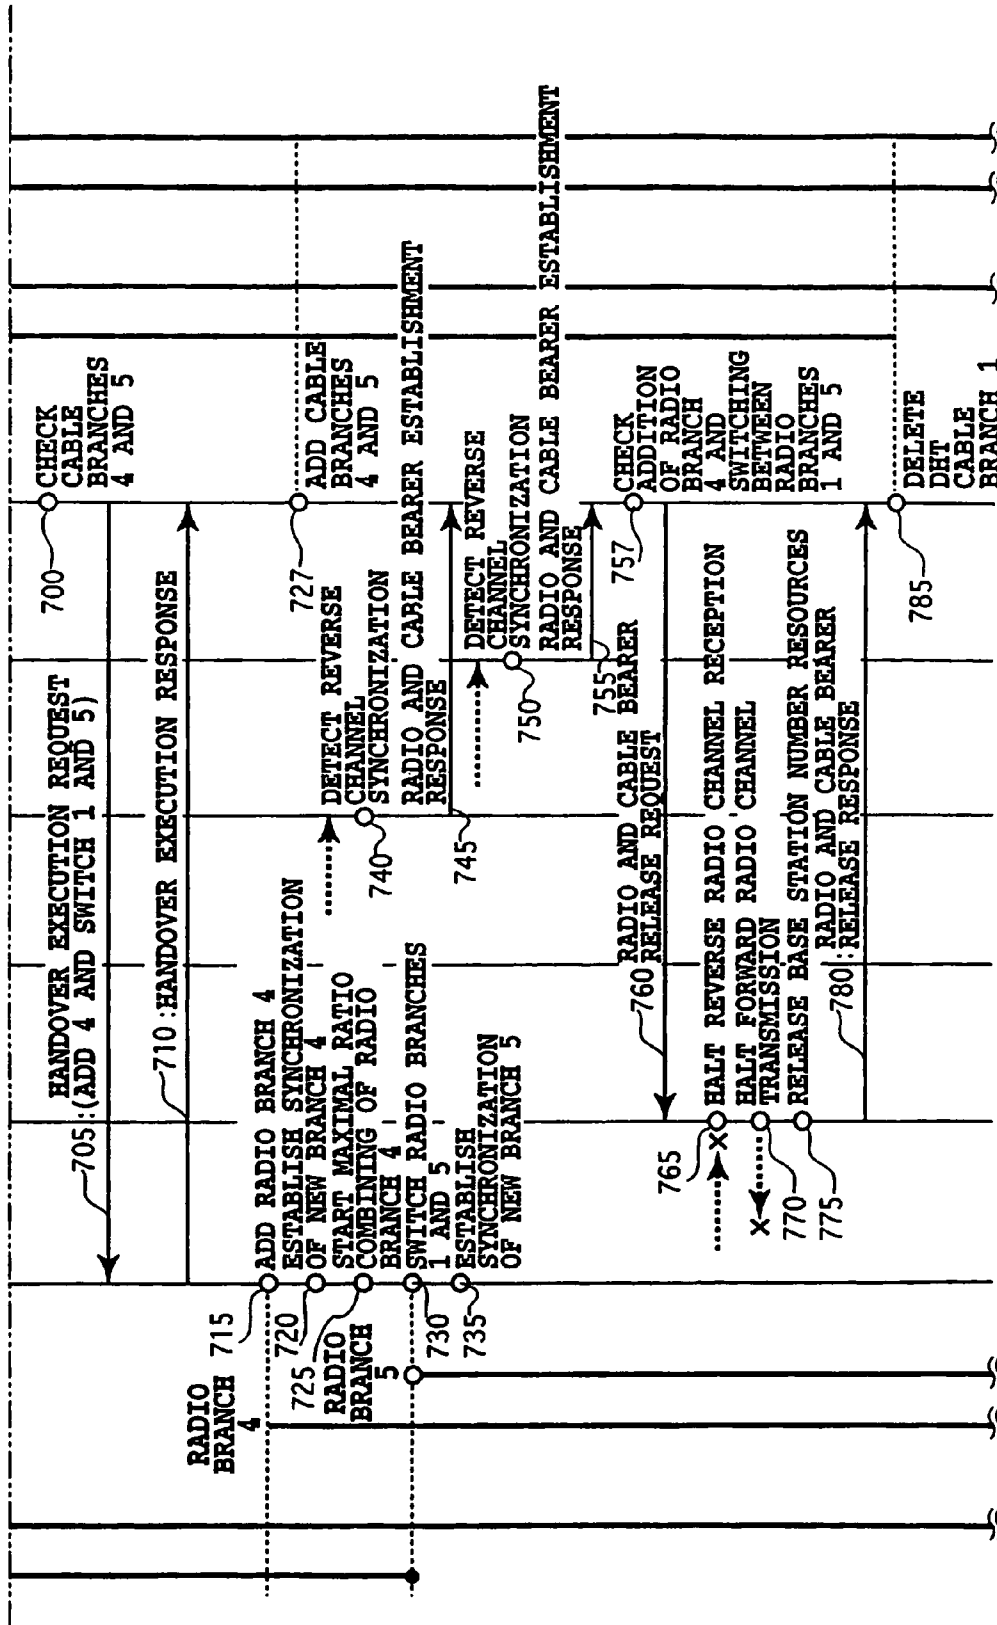 700
CHECK
CABLE
BRANCHES
4 AND 5
HANDOVER EXECUTION REQUEST
705:(ADD 4 AND SWITCH 1 AND 5)
710:HANDOVER EXECUTION RESPONSE
RADIO
BRANCH
4
715
ADD RADIO BRANCH 4
720
ESTABLISH SYNCHRONIZATION
OF NEW BRANCH 4
725
START MAXIMAL RATIO
COMBINING OF RADIO
BRANCH 4
727
ADD CABLE
BRANCHES
4 AND 5
RADIO
BRANCH
5
730
SWITCH RADIO BRANCHES
1 AND 5
735
ESTABLISH
SYNCHRONIZATION
OF NEW BRANCH 5
740
DETECT REVERSE
CHANNEL
SYNCHRONIZATION
745
RADIO AND CABLE BEARER ESTABLISHMENT
RESPONSE
750
DETECT REVERSE
CHANNEL
SYNCHRONIZATION
755
RADIO AND CABLE BEARER ESTABLISHMENT
RESPONSE
757
CHECK
ADDITION
OF RADIO
BRANCH
4 AND
SWITCHING
BETWEEN
RADIO
BRANCHES
1 AND 5
760
RADIO AND CABLE BEARER
RELEASE REQUEST
765
HALT REVERSE RADIO CHANNEL RECEPTION
770
HALT FORWARD RADIO CHANNEL
TRANSMISSION
775
RELEASE BASE STATION NUMBER RESOURCES
RADIO AND CABLE BEARER
780:RELEASE RESPONSE
785
DELETE
DHT
CABLE
BRANCH 1